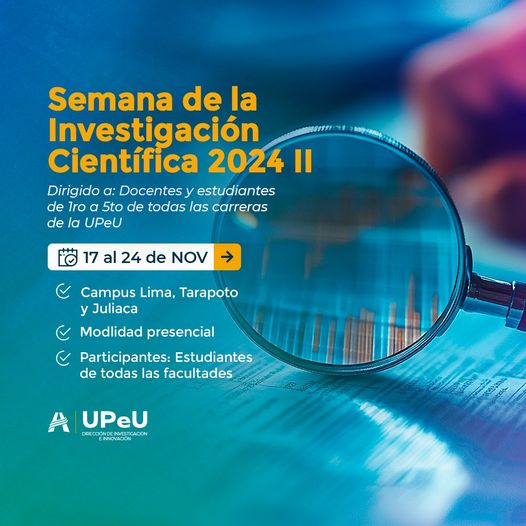 Semana de la
Investigación
Científica 2024 II
Dirigido a: Docentes y estudiantes
de 1ro a 5to de todas las carreras
de la UPeU
17 al 24 de NOV
Campus Lima, Tarapoto
y Juliaca
Modlidad presencial
Participantes: Estudiantes
de todas las facultades
UPeU
DIRECCIÓN DE INVESTIGACIÓN
E INNOVACIÓN